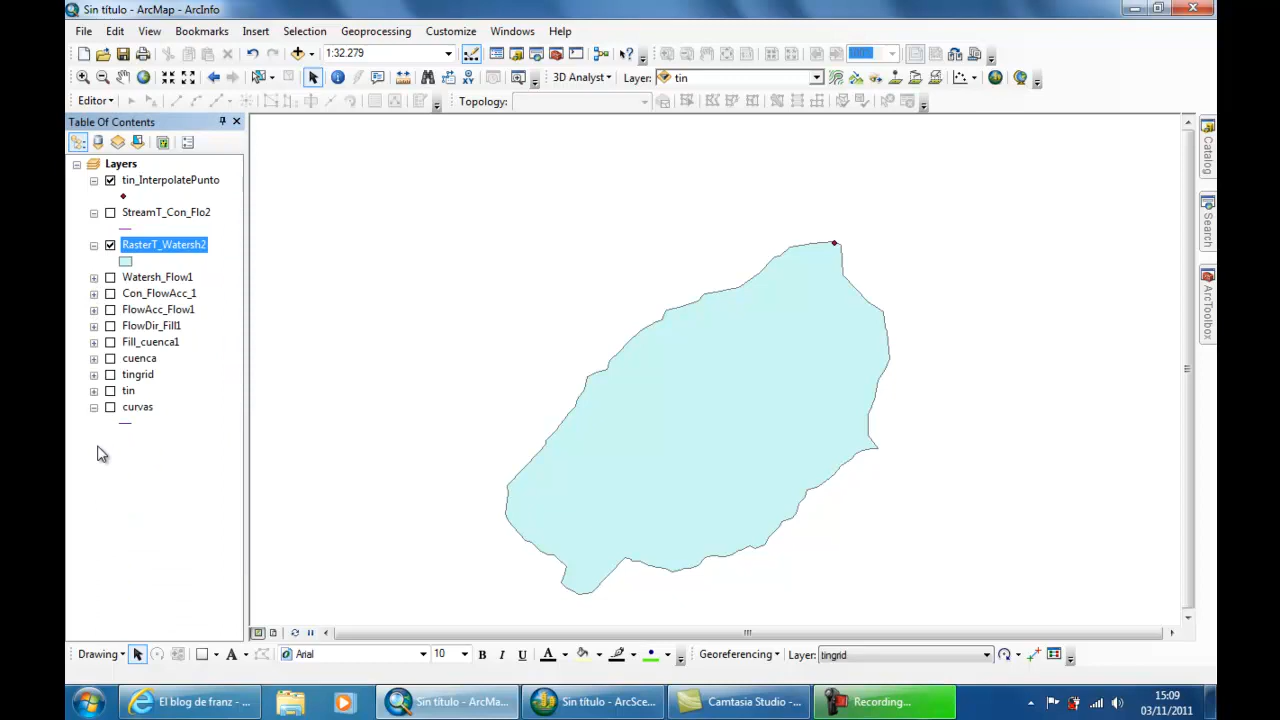 Sin título - ArcMap - ArcInfo
File Edit View Bookmarks Insert Selection Geoprocessing Customize Windows Help
1:32.279
3D Analyst Layer: tin
Editor Topology:
Table Of Contents
Layers
tin_InterpolatePunto
StreamT_Con_Flo2
RasterT_Watersh2
Watersh_Flow1
Con_FlowAcc_1
FlowAcc_Flow1
FlowDir_Fill1
Fill_cuenca1
cuenca
tingrid
tin
curvas
Catalog
Search
ArcToolbox
Drawing A Arial 10 B I U A Georeferencing Layer: tingrid
El blog de franz - ... Sin título - ArcMa... Sin título - ArcSce... Camtasia Studio -... Recording... 15:09
03/11/2011